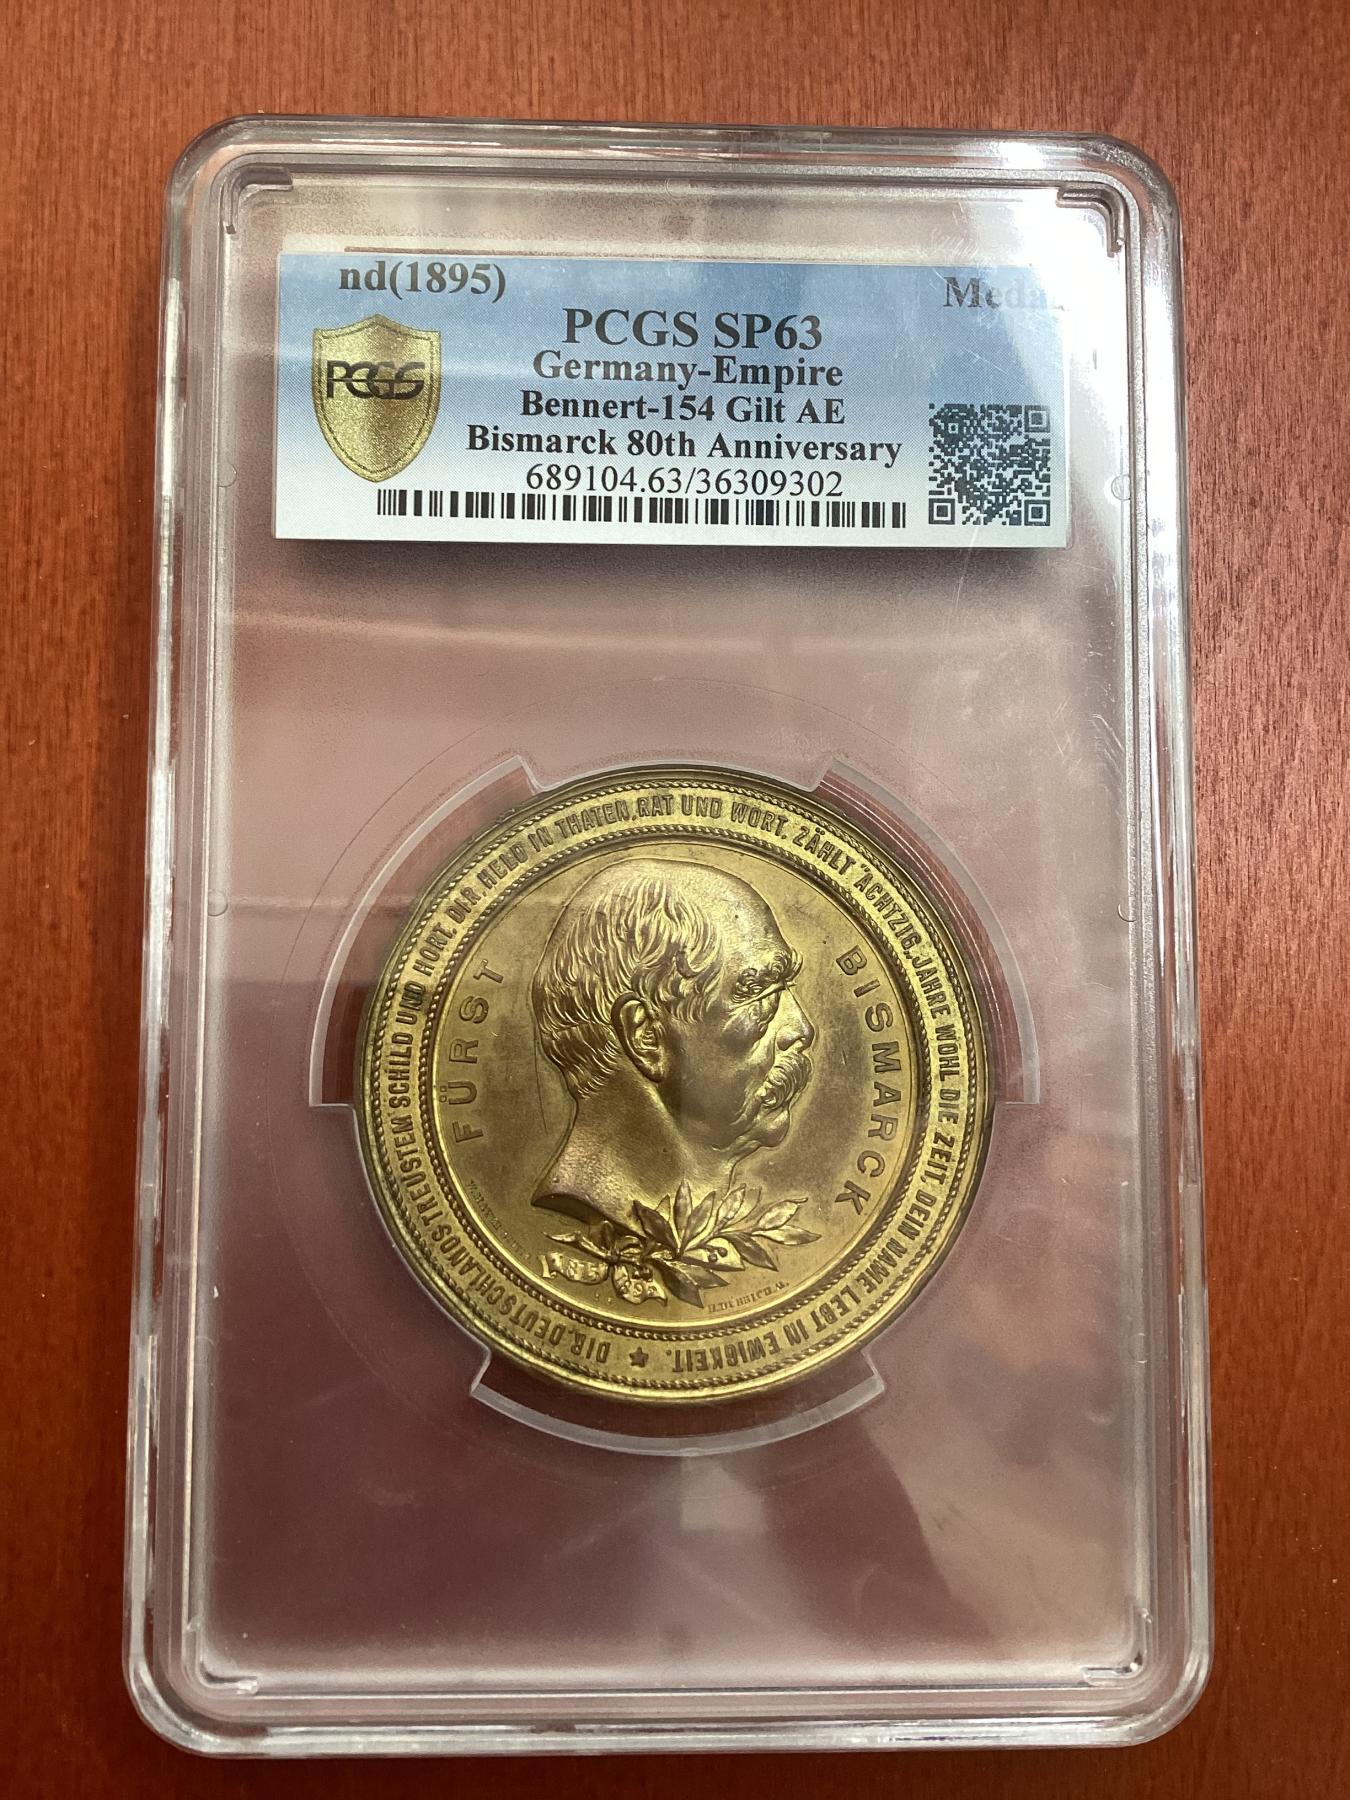 nd(1895)
Medal
PCGS SP63
Germany-Empire
Bennert-154 Gilt AE
Bismarck 80th Anniversary
689104.63/36309302
PCGS
DIR, DEUTSCHLANDS TREUSTEM SCHILD UND HORT. DIR, HELD IN THATEN, RAT UND WORT. ZÄHLT "ACHTZIG" JAHRE WOHL DIE ZEIT. DEIN NAME LEBT IN EWIGKEIT.
FÜRST
BISMARCK
1815